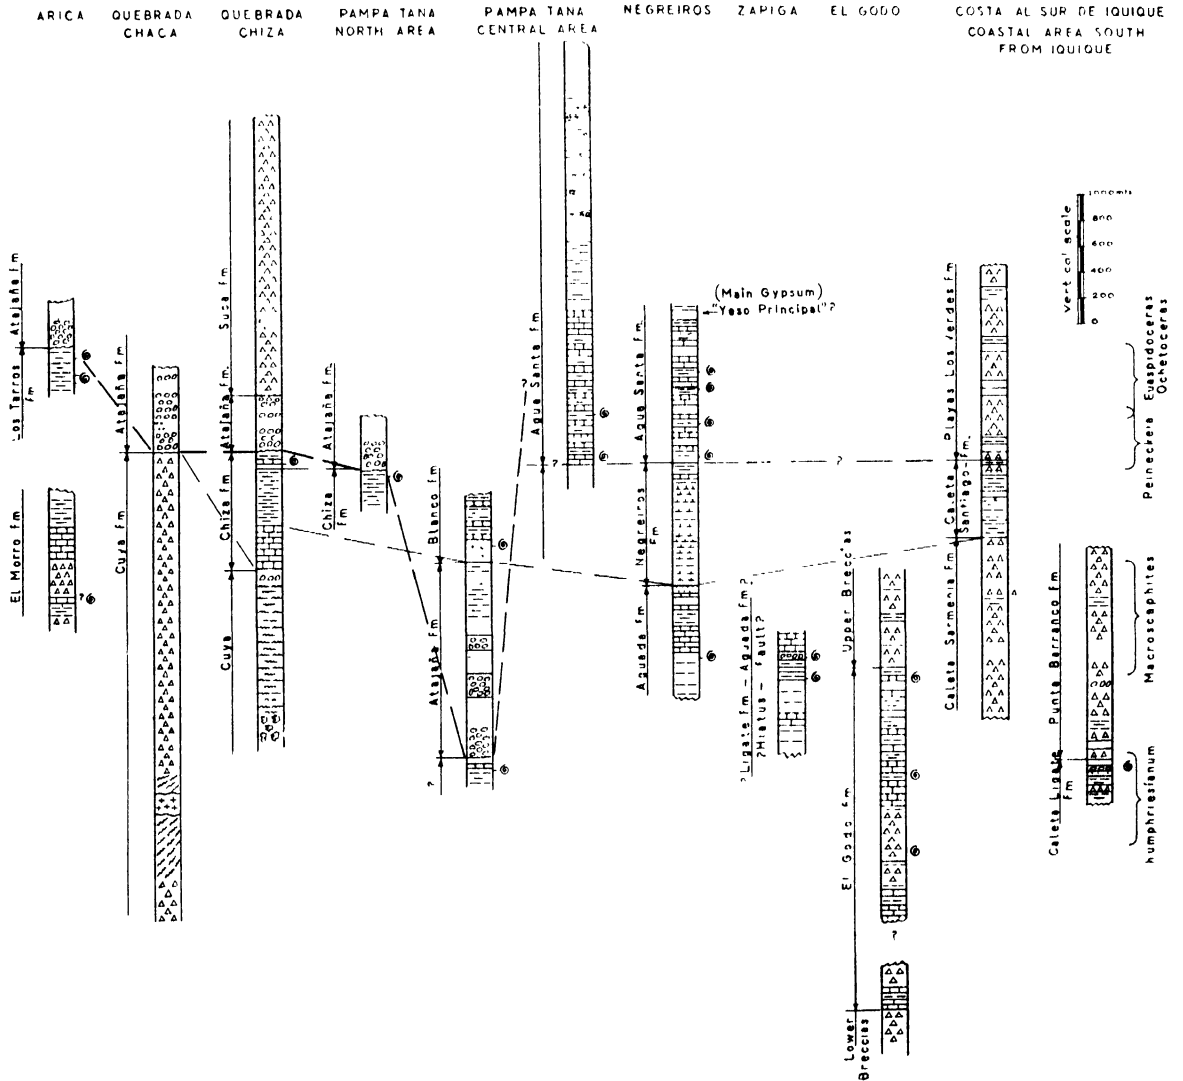 ARICA
QUEBRADA
CHACA
QUEBRADA
CHIZA
PAMPA TANA
NORTH AREA
PAMPA TANA
CENTRAL AREA
NEGREIROS
ZAPIGA
EL GODO
COSTA AL SUR DE IQUIQUE
COASTAL AREA SOUTH
FROM IQUIQUE
Vertical scale
1000mts
800
600
400
200
0
Los Tarros
Fm
Atajaña Fm
El Morro Fm
?
Atajaña Fm
Cuya Fm
Suca Fm
Atajaña Fm.
Chiza Fm
Cuya
Atajaña Fm
Chiza
Fm
Blanco Fm
Atajaña Fm
?
?
Agua Santa Fm
?
(Main Gypsum)
"Yeso Principal"?
Agua Santa Fm
Negreiros
Fm
Aguada Fm
?
?Ligate Fm - Aguada Fm?
?Hiatus - Fault?
Upper Breccias
El Godo Fm
?
Lower
Breccias
Playas Los Verdes Fm
Caleta
Santiago Fm.
Caleta Sarmenia Fm
Punta Barranco Fm
Caleta Ligate
Fm
Euaspidoceras
Ochetoceras
Reineckeia
Macroscaphites
humphriesianum